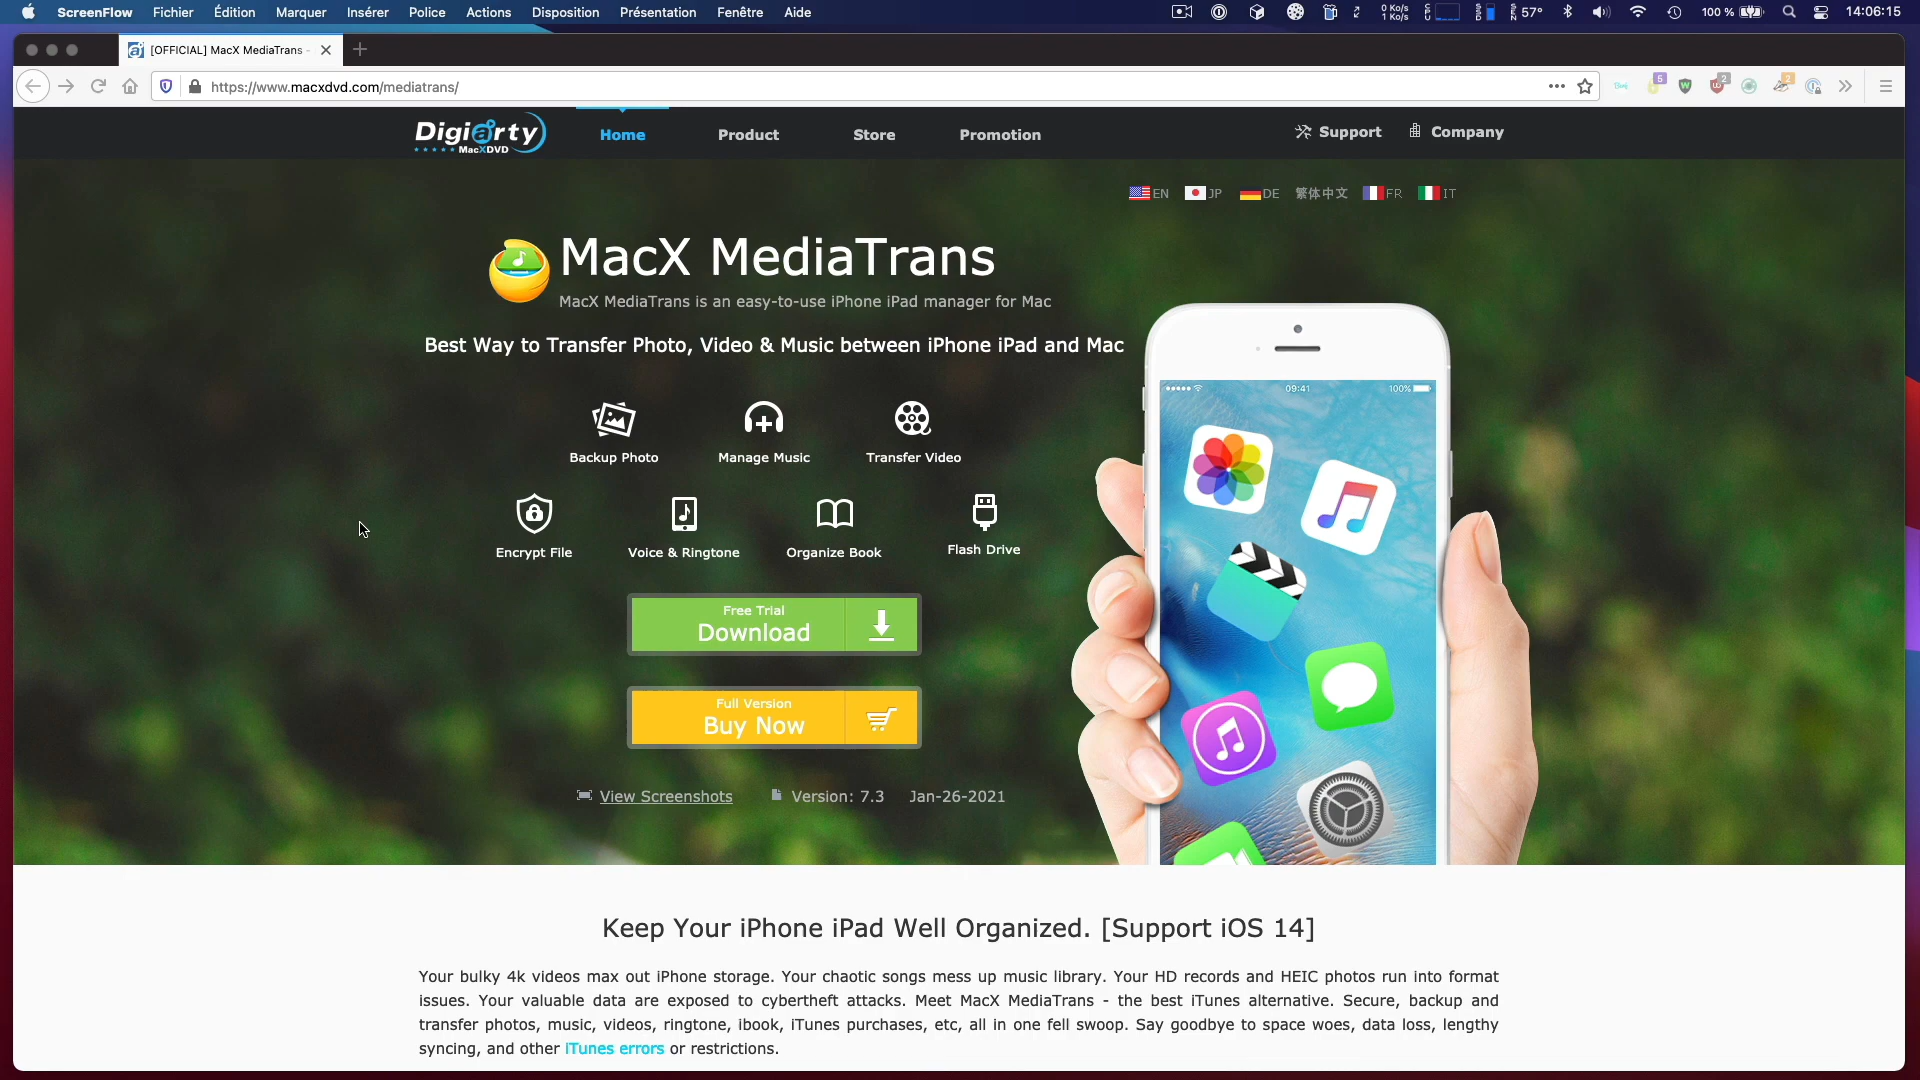 ScreenFlow Fichier Édition Marquer Insérer Police Actions Disposition Présentation Fenêtre Aide
0 Ko/s
1 Ko/s
57° 100 % 14:06:15
[OFFICIAL] MacX MediaTrans -
https://www.macxdvd.com/mediatrans/
5 2 2
Digiarty
MacXDVD
Home Product Store Promotion Support Company
EN JP DE 繁体中文 FR IT
MacX MediaTrans
MacX MediaTrans is an easy-to-use iPhone iPad manager for Mac
Best Way to Transfer Photo, Video & Music between iPhone iPad and Mac
09:41 100%
Backup Photo Manage Music Transfer Video
Encrypt File Voice & Ringtone Organize Book Flash Drive
Free Trial
Download
Full Version
Buy Now
View Screenshots Version: 7.3 Jan-26-2021
Keep Your iPhone iPad Well Organized. [Support iOS 14]
Your bulky 4k videos max out iPhone storage. Your chaotic songs mess up music library. Your HD records and HEIC photos run into format
issues. Your valuable data are exposed to cybertheft attacks. Meet MacX MediaTrans - the best iTunes alternative. Secure, backup and
transfer photos, music, videos, ringtone, ibook, iTunes purchases, etc, all in one fell swoop. Say goodbye to space woes, data loss, lengthy
syncing, and other iTunes errors or restrictions.